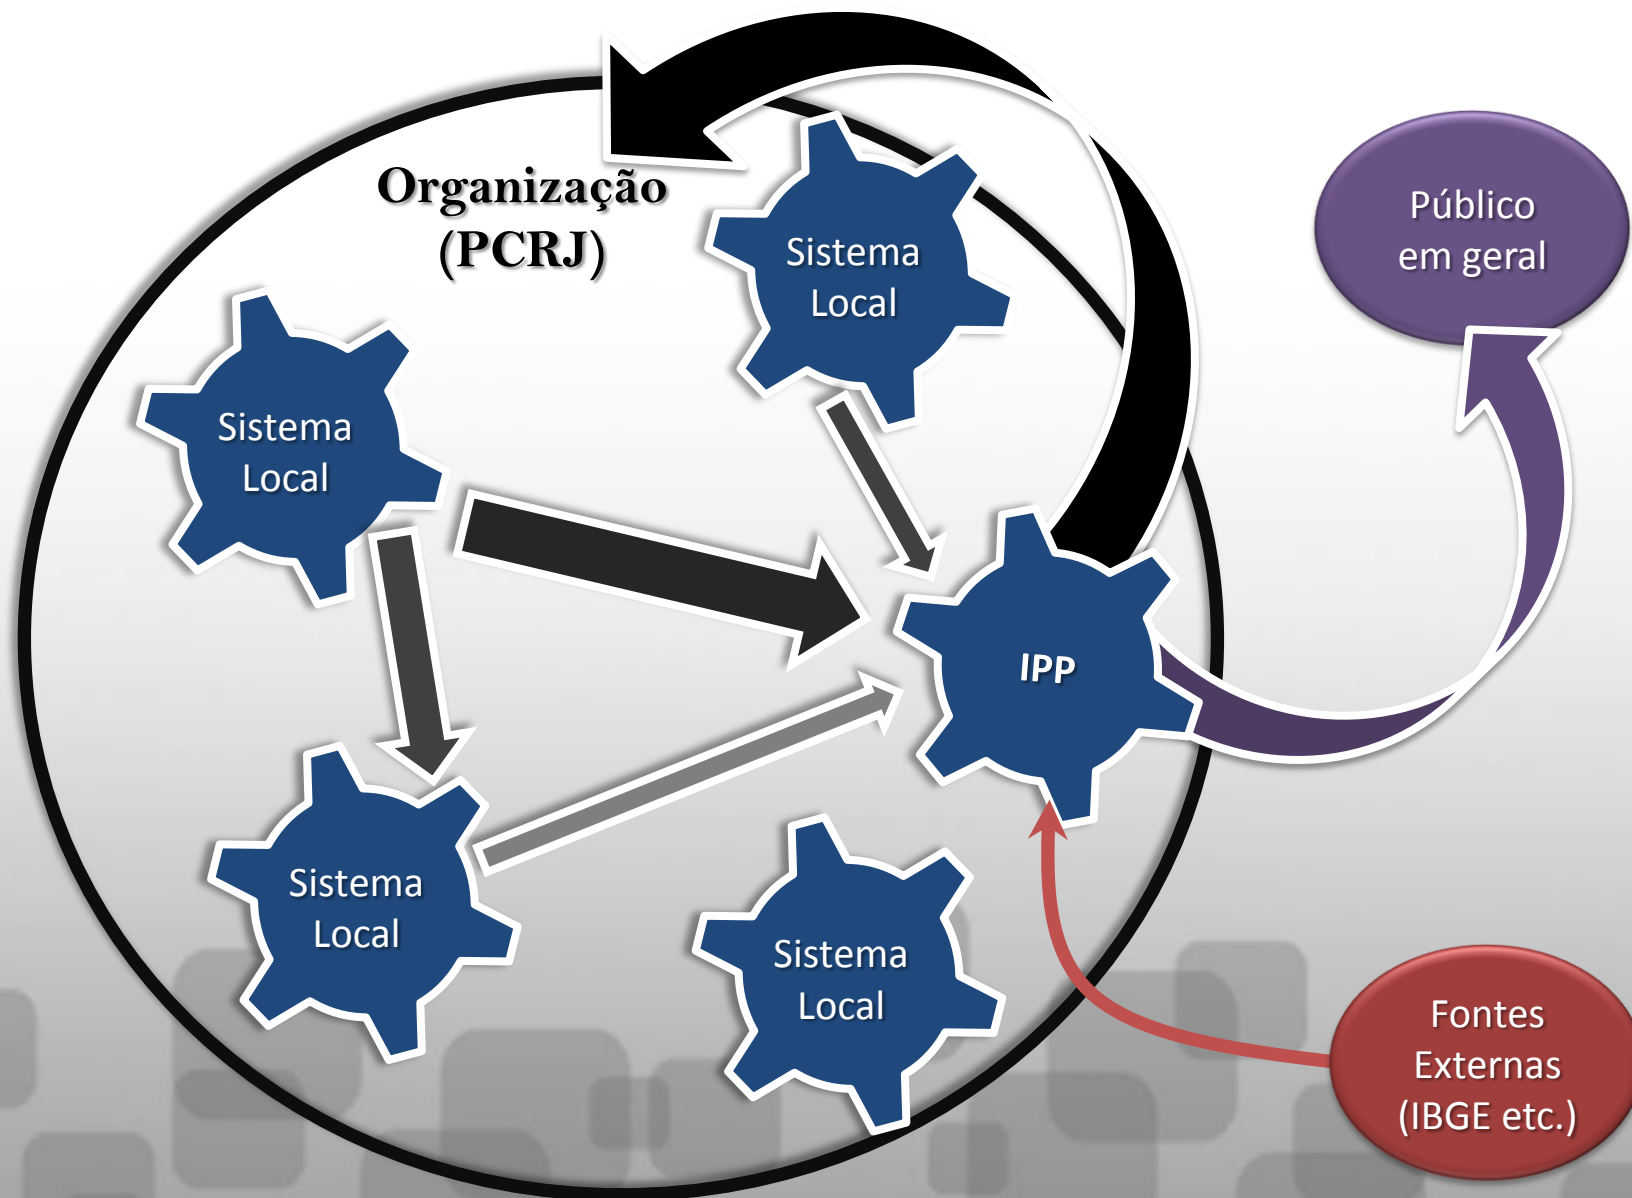 Organização
(PCRJ)
Sistema
Local
Público
em geral
Sistema
Local
IPP
Sistema
Local
Sistema
Local
Fontes
Externas
(IBGE etc.)